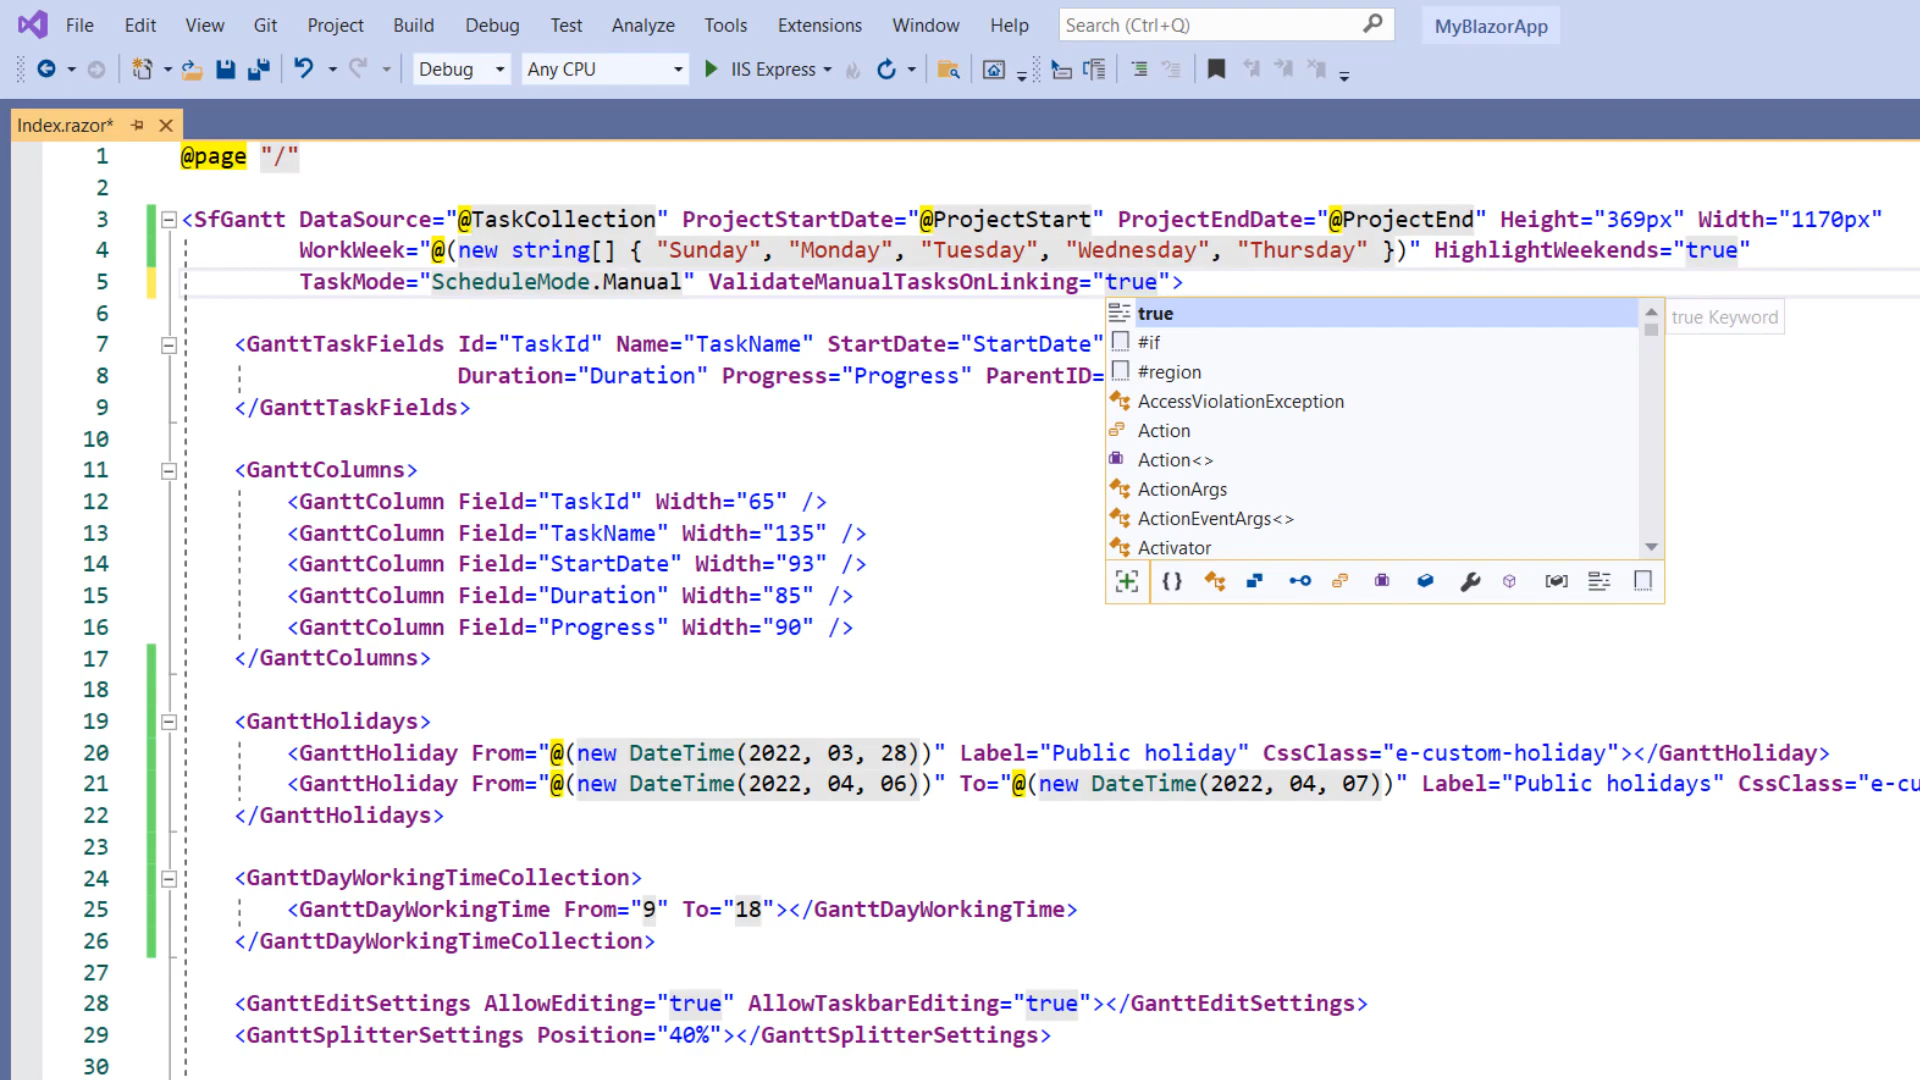 File Edit View Git Project Build Debug Test Analyze Tools Extensions Window Help Search (Ctrl+Q) MyBlazorApp
Debug Any CPU IIS Express
Index.razor*
1 @page "/"
2
3 <SfGantt DataSource="@TaskCollection" ProjectStartDate="@ProjectStart" ProjectEndDate="@ProjectEnd" Height="369px" Width="1170px"
4 WorkWeek="@(new string[] { "Sunday", "Monday", "Tuesday", "Wednesday", "Thursday" })" HighlightWeekends="true"
5 TaskMode="ScheduleMode.Manual" ValidateManualTasksOnLinking="true">
6
7 <GanttTaskFields Id="TaskId" Name="TaskName" StartDate="StartDate"
8 Duration="Duration" Progress="Progress" ParentID=
9 </GanttTaskFields>
10
11 <GanttColumns>
12 <GanttColumn Field="TaskId" Width="65" />
13 <GanttColumn Field="TaskName" Width="135" />
14 <GanttColumn Field="StartDate" Width="93" />
15 <GanttColumn Field="Duration" Width="85" />
16 <GanttColumn Field="Progress" Width="90" />
17 </GanttColumns>
18
19 <GanttHolidays>
20 <GanttHoliday From="@(new DateTime(2022, 03, 28))" Label="Public holiday" CssClass="e-custom-holiday"></GanttHoliday>
21 <GanttHoliday From="@(new DateTime(2022, 04, 06))" To="@(new DateTime(2022, 04, 07))" Label="Public holidays" CssClass="e-cu
22 </GanttHolidays>
23
24 <GanttDayWorkingTimeCollection>
25 <GanttDayWorkingTime From="9" To="18"></GanttDayWorkingTime>
26 </GanttDayWorkingTimeCollection>
27
28 <GanttEditSettings AllowEditing="true" AllowTaskbarEditing="true"></GanttEditSettings>
29 <GanttSplitterSettings Position="40%"></GanttSplitterSettings>
30
true
#if
#region
AccessViolationException
Action
Action<>
ActionArgs
ActionEventArgs<>
Activator
true Keyword